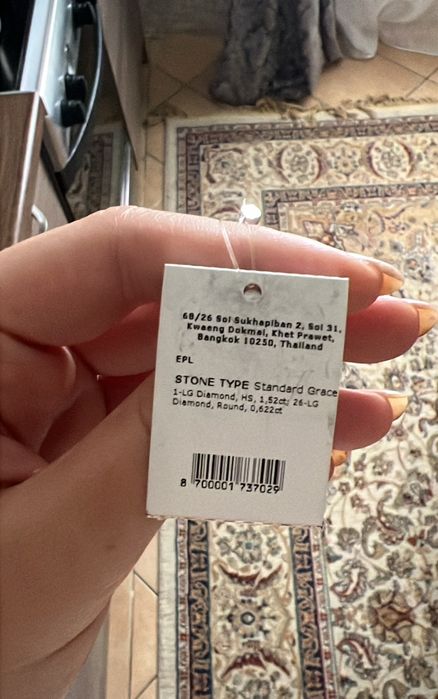 68/26 Soi Sukhapiban 2, Soi 31,
Kwaeng Dokmai, Khet Prawet,
Bangkok 10250, Thailand
EPL
STONE TYPE Standard Grace
1-LG Diamond, HS, 1,52ct; 26-LG
Diamond, Round, 0,622ct
8 700001 737029